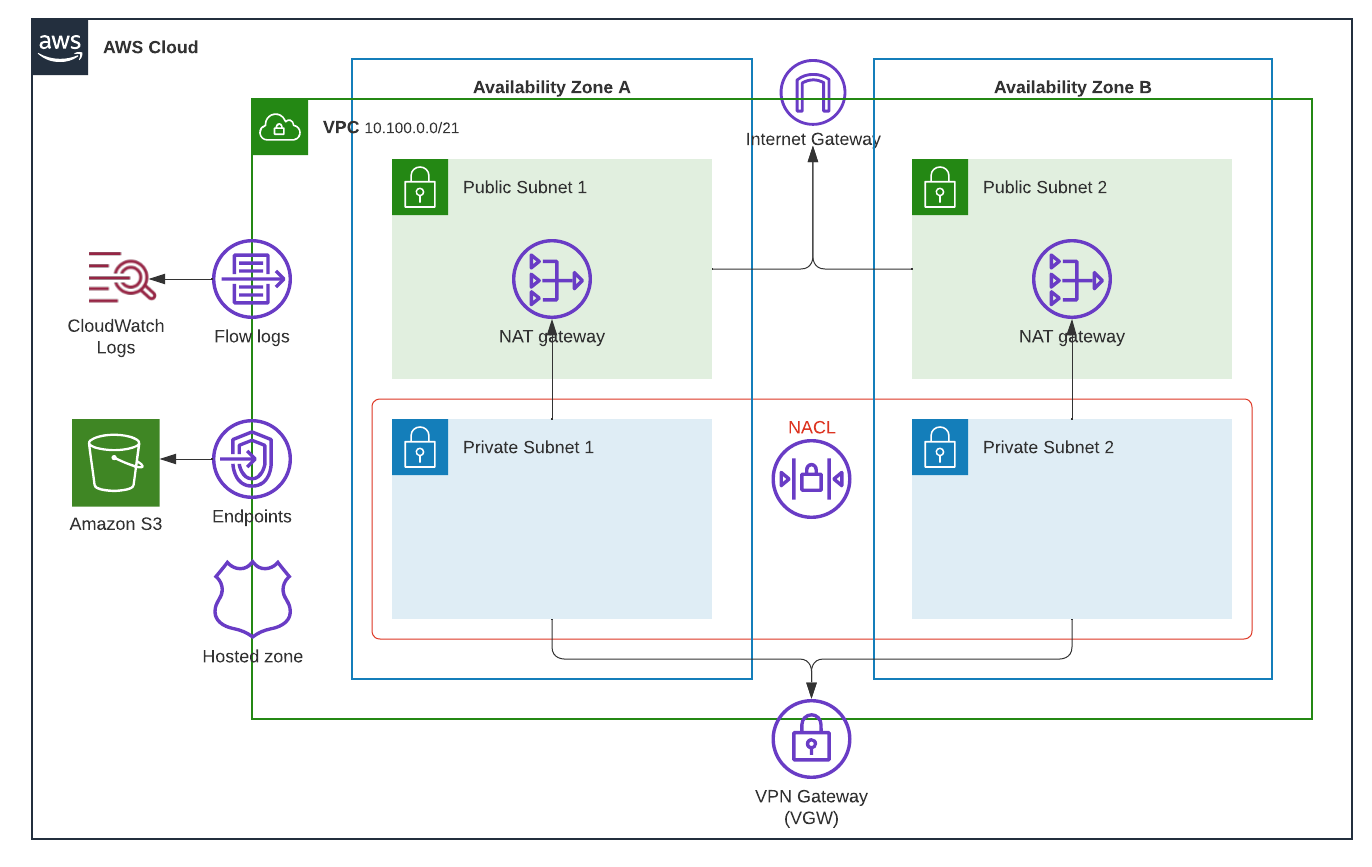 aws
AWS Cloud
Availability Zone A
Availability Zone B
VPC 10.100.0.0/21
Internet Gateway
Public Subnet 1
Public Subnet 2
NAT gateway
NAT gateway
CloudWatch
Logs
Flow logs
NACL
Private Subnet 1
Private Subnet 2
Amazon S3
Endpoints
Hosted zone
VPN Gateway
(VGW)